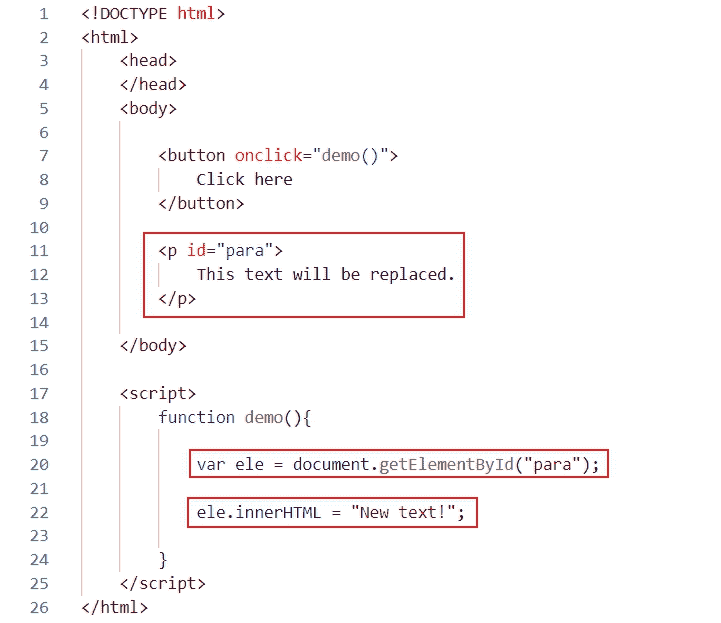 1 <!DOCTYPE html>
2 <html>
3 <head>
4 </head>
5 <body>
6
7 <button onclick="demo()">
8 Click here
9 </button>
10
11 <p id="para">
12 This text will be replaced.
13 </p>
14
15 </body>
16
17 <script>
18 function demo(){
19
20 var ele = document.getElementById("para");
21
22 ele.innerHTML = "New text!";
23
24 }
25 </script>
26 </html>